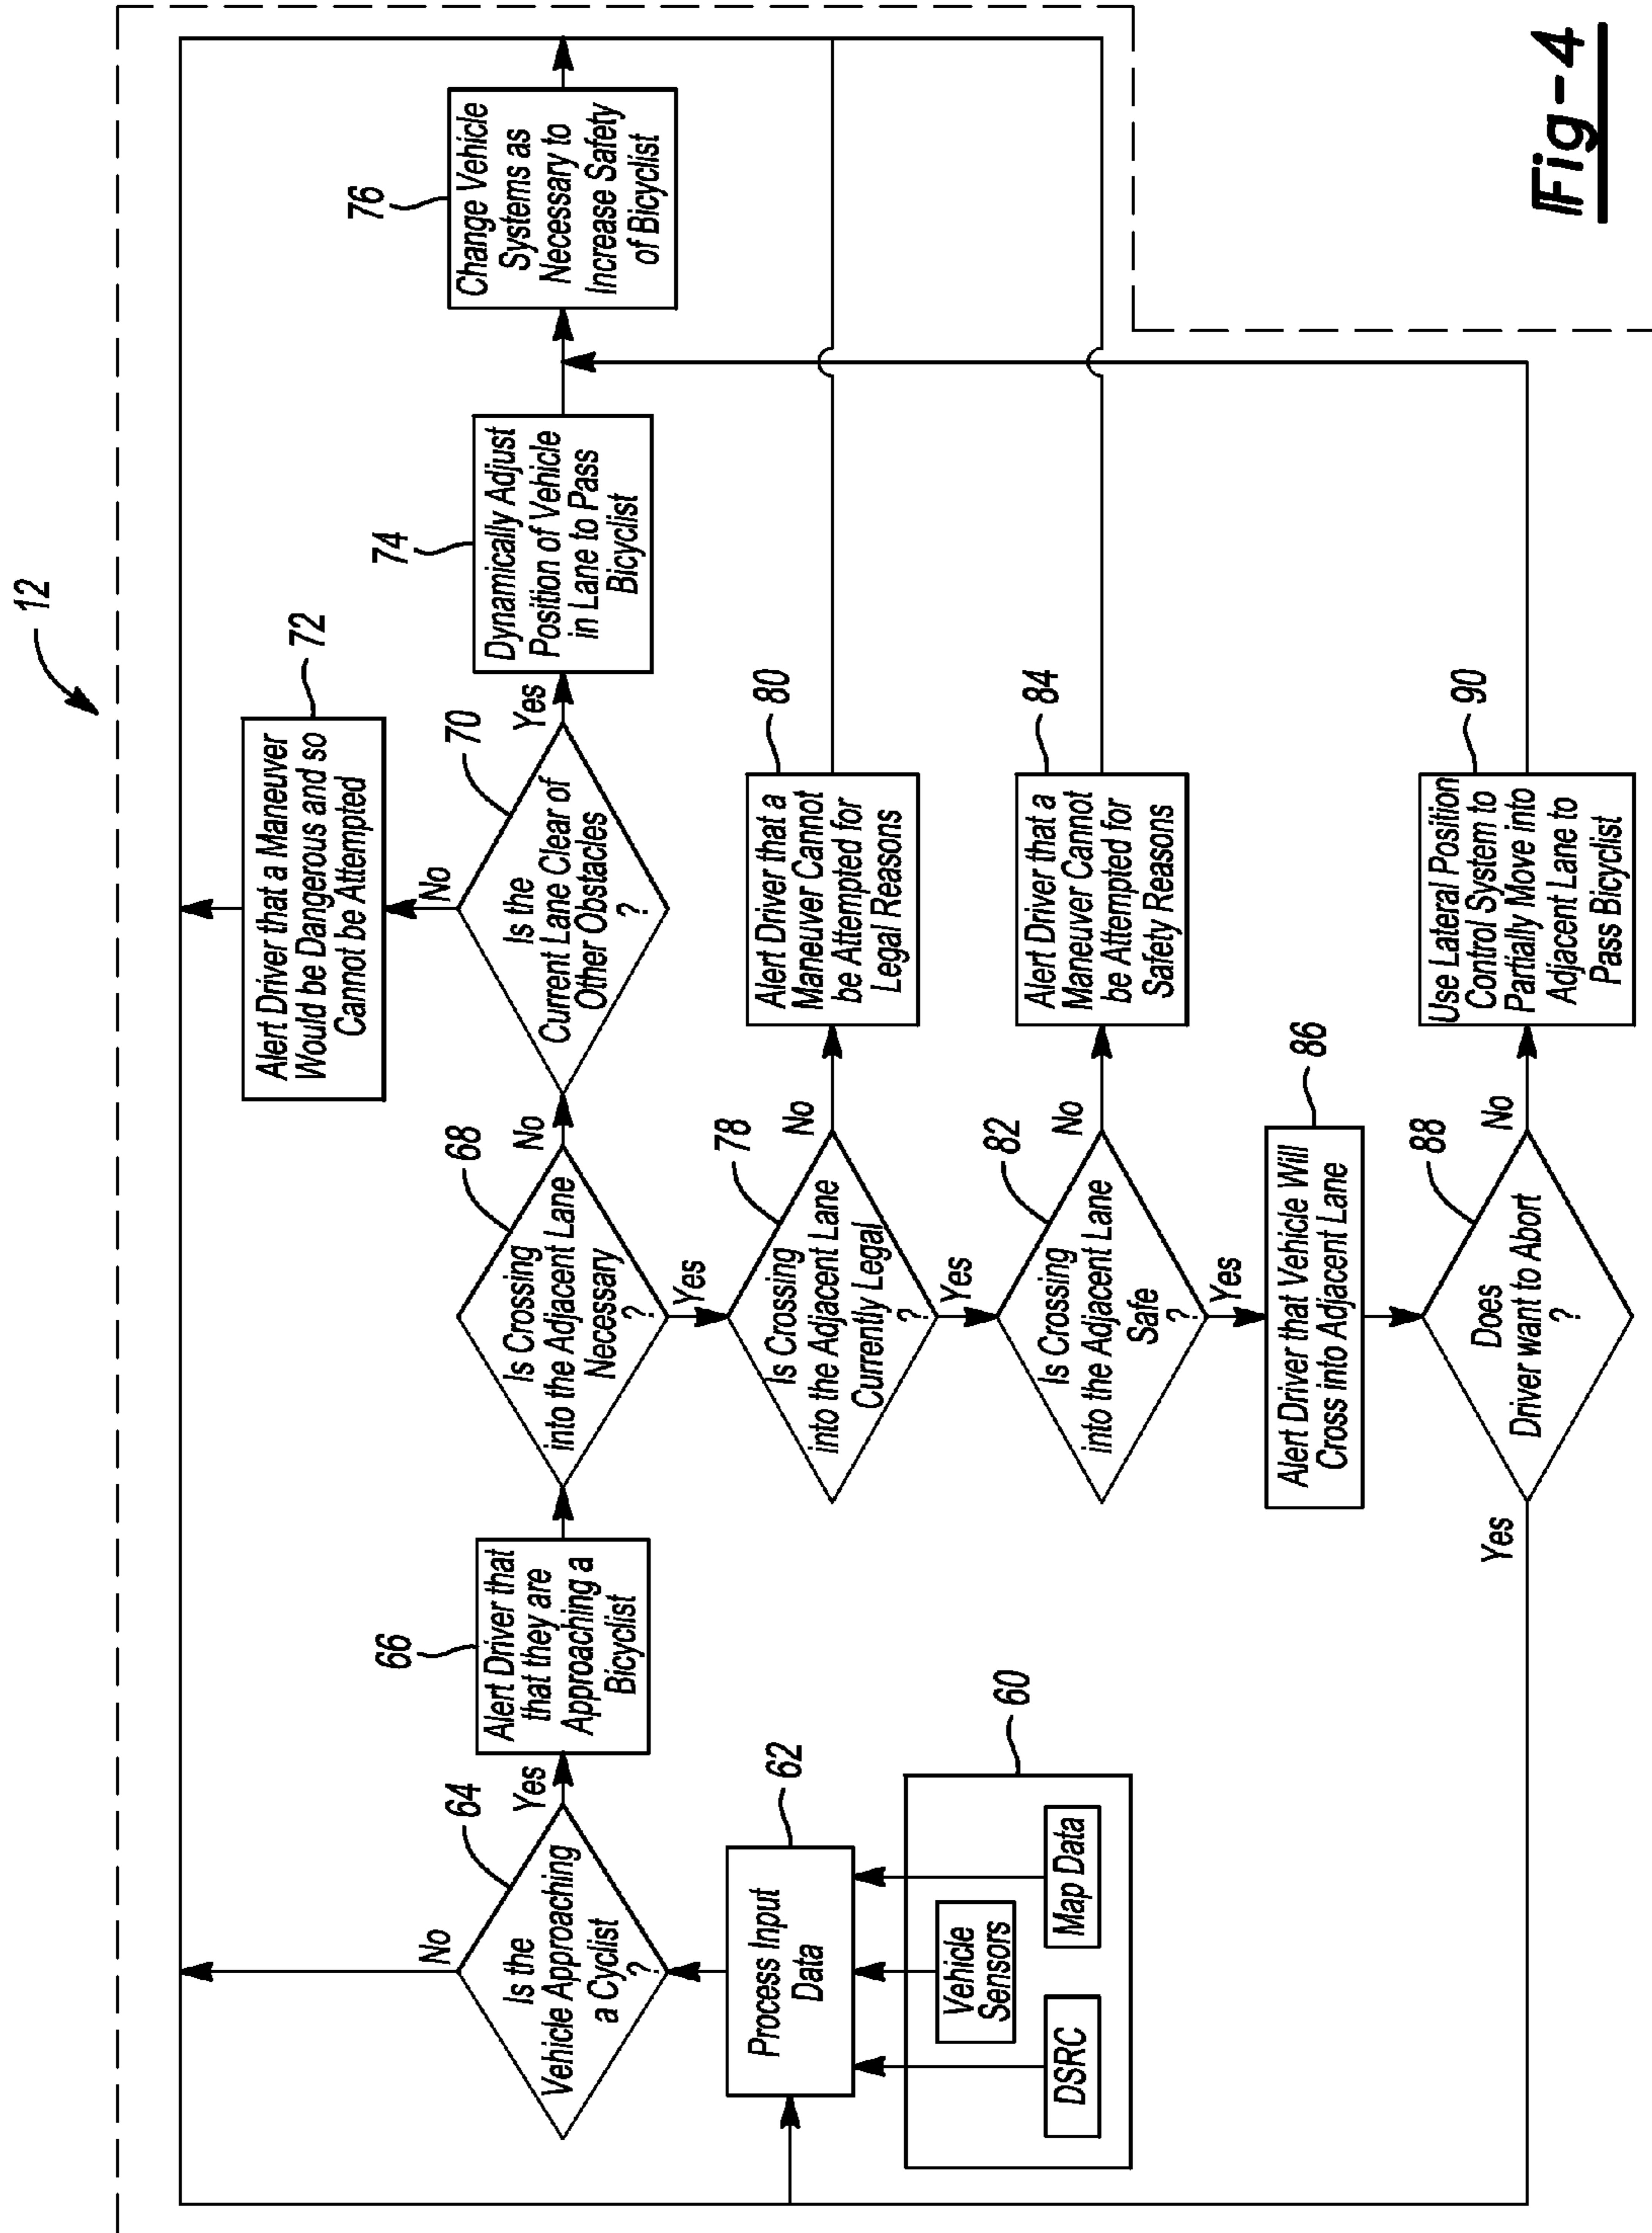 12
Alert Driver that a Maneuver
Would be Dangerous and so
Cannot be Attempted
72
No
No
64
Is the
Vehicle Approaching
a Cyclist
?
Yes
66
Alert Driver that
that they are
Approaching a
Bicyclist
68
Is Crossing
into the Adjacent Lane
Necessary
?
No
Yes
70
Is the
Current Lane Clear of
Other Obstacles
?
Yes
74
Dynamically Adjust
Position of Vehicle
in Lane to Pass
Bicyclist
76
Change Vehicle
Systems as
Necessary to
Increase Safety
of Bicyclist
62
Process Input
Data
60
DSRC
Vehicle
Sensors
Map Data
78
Is Crossing
into the Adjacent Lane
Currently Legal
?
No
Yes
80
Alert Driver that a
Maneuver Cannot
be Attempted for
Legal Reasons
82
Is Crossing
into the Adjacent Lane
Safe
?
No
Yes
84
Alert Driver that a
Maneuver Cannot
be Attempted for
Safety Reasons
86
Alert Driver that Vehicle Will
Cross into Adjacent Lane
88
Does
Driver want to Abort
?
Yes
No
90
Use Lateral Position
Control System to
Partially Move into
Adjacent Lane to
Pass Bicyclist
Fig-4